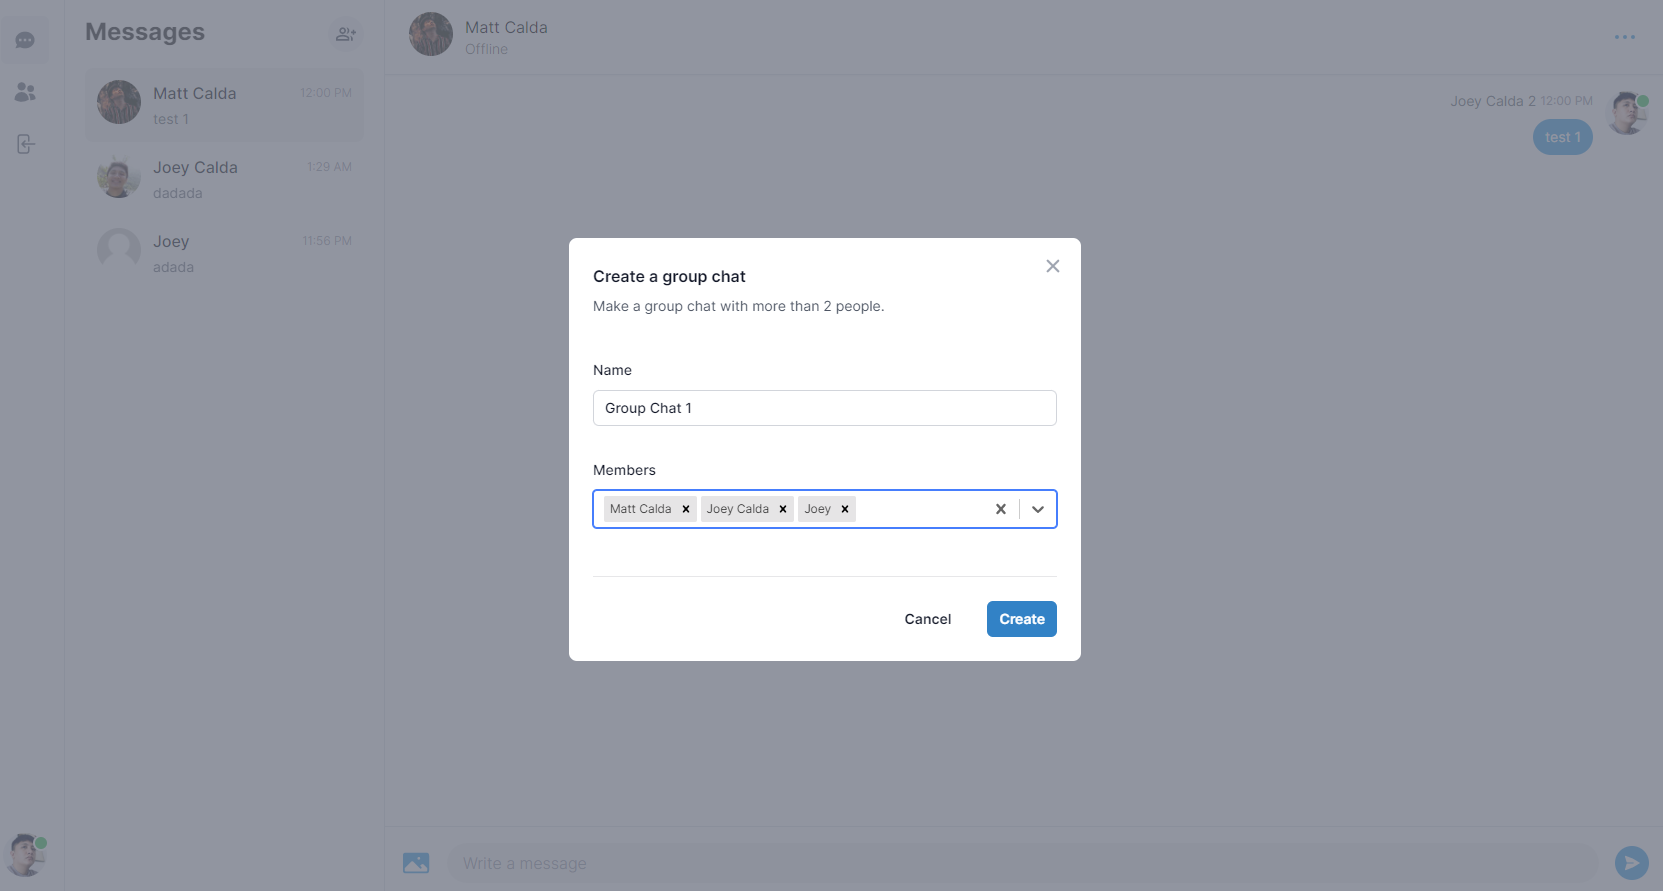 Messages
Matt Calda 12:00 PM
test 1
Joey Calda 1:29 AM
dadada
Joey 11:56 PM
adada
Matt Calda
Offline
Joey Calda 2 12:00 PM
test 1
Create a group chat
Make a group chat with more than 2 people.
Name
Group Chat 1
Members
Matt Calda Joey Calda Joey
Cancel Create
Write a message